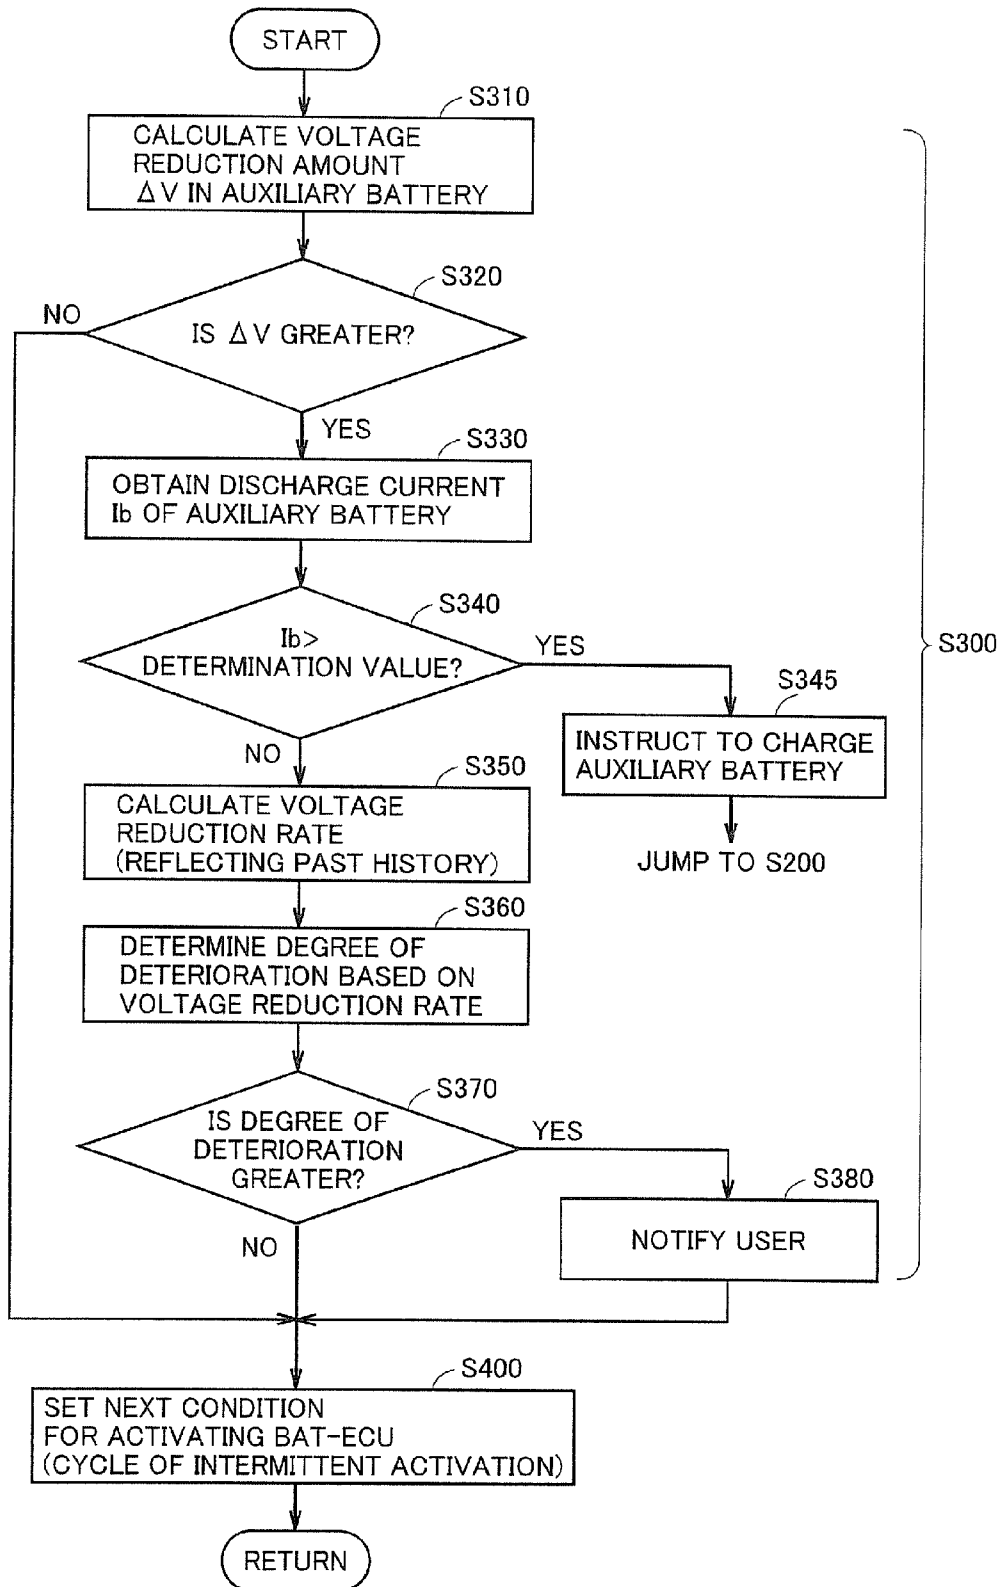 START
S310
CALCULATE VOLTAGE
REDUCTION AMOUNT
ΔV IN AUXILIARY BATTERY
S320
NO
IS ΔV GREATER?
YES
S330
OBTAIN DISCHARGE CURRENT
Ib OF AUXILIARY BATTERY
S340
Ib>
DETERMINATION VALUE?
YES
S300
S345
INSTRUCT TO CHARGE
AUXILIARY BATTERY
JUMP TO S200
NO
S350
CALCULATE VOLTAGE
REDUCTION RATE
(REFLECTING PAST HISTORY)
S360
DETERMINE DEGREE OF
DETERIORATION BASED ON
VOLTAGE REDUCTION RATE
S370
IS DEGREE OF
DETERIORATION
GREATER?
YES
S380
NOTIFY USER
NO
S400
SET NEXT CONDITION
FOR ACTIVATING BAT-ECU
(CYCLE OF INTERMITTENT ACTIVATION)
RETURN